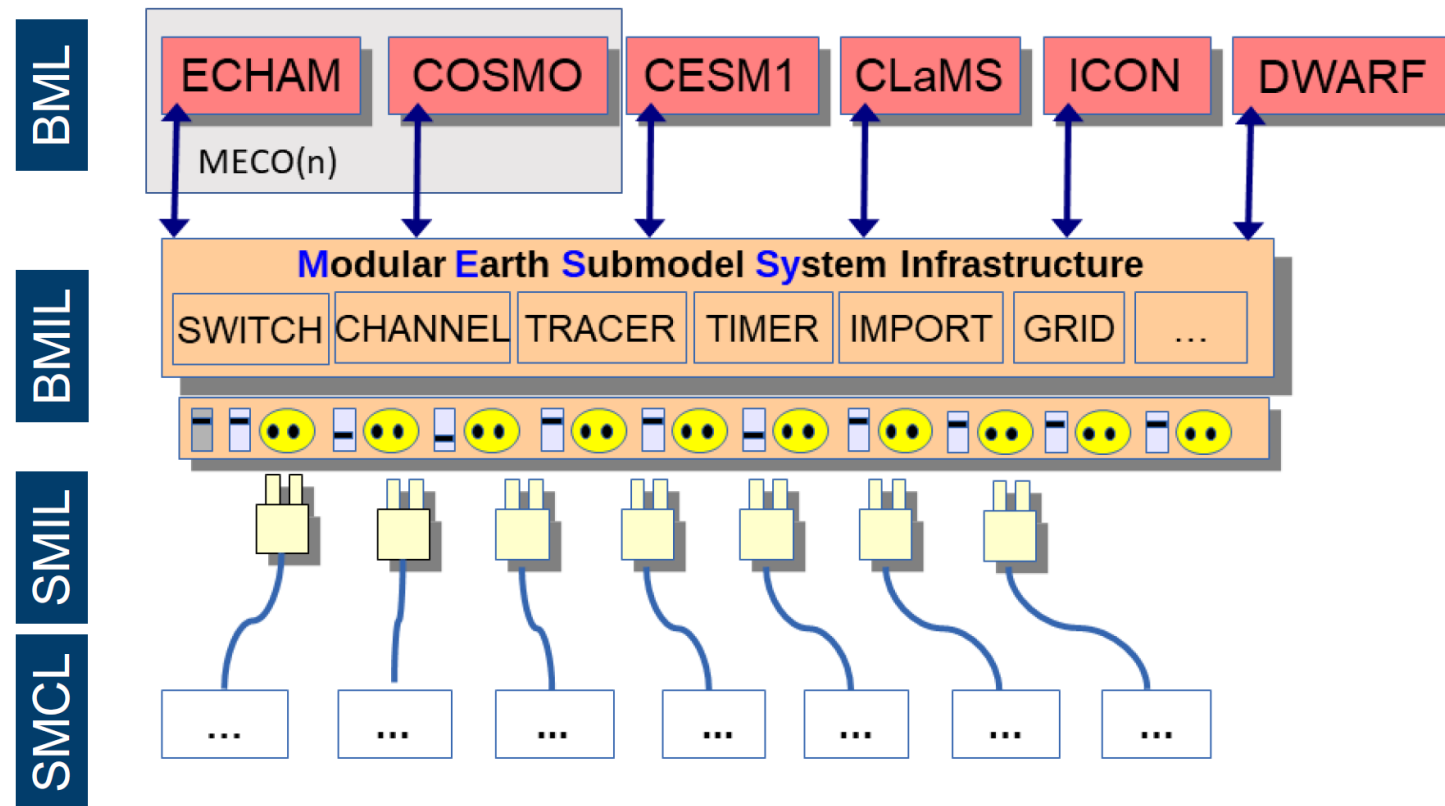 BML
ECHAM COSMO CESM1 CLaMS ICON DWARF
MECO(n)
BMIL
Modular Earth Submodel System Infrastructure
SWITCH CHANNEL TRACER TIMER IMPORT GRID ...
SMIL
SMCL
... ... ... ... ... ... ...